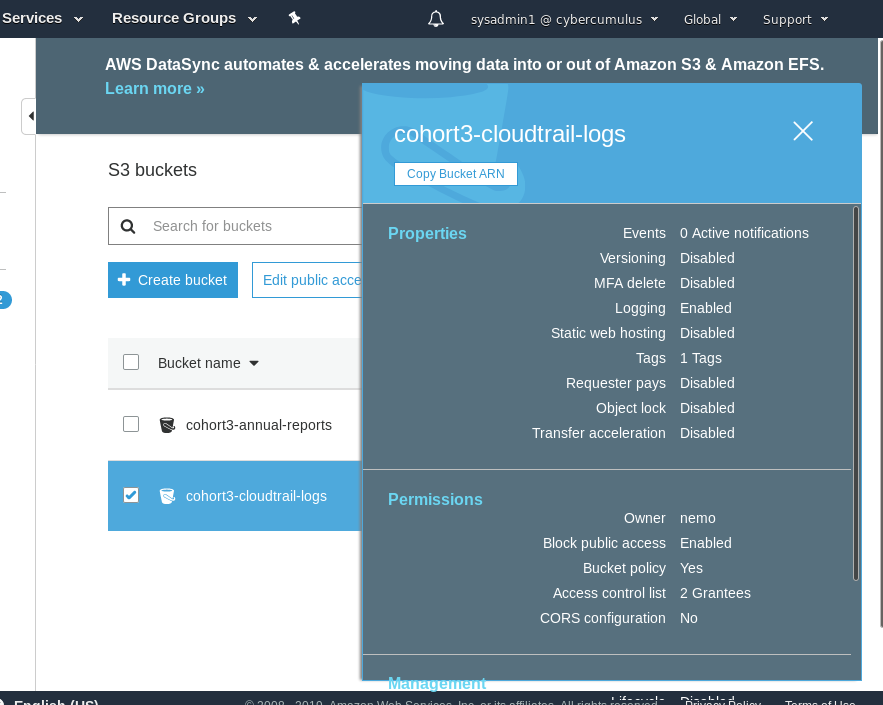 Services Resource Groups sysadmin1 @ cybercumulus Global Support
AWS DataSync automates & accelerates moving data into or out of Amazon S3 & Amazon EFS.
Learn more »
S3 buckets
Search for buckets
Create bucket Edit public acce
Bucket name
cohort3-annual-reports
cohort3-cloudtrail-logs
2
cohort3-cloudtrail-logs
Copy Bucket ARN
Properties
Events 0 Active notifications
Versioning Disabled
MFA delete Disabled
Logging Enabled
Static web hosting Disabled
Tags 1 Tags
Requester pays Disabled
Object lock Disabled
Transfer acceleration Disabled
Permissions
Owner nemo
Block public access Enabled
Bucket policy Yes
Access control list 2 Grantees
CORS configuration No
Management
Lifecycle Disabled
English (US) © 2008 - 2019, Amazon Web Services, Inc. or its affiliates. All rights reserved. Privacy Policy Terms of Use